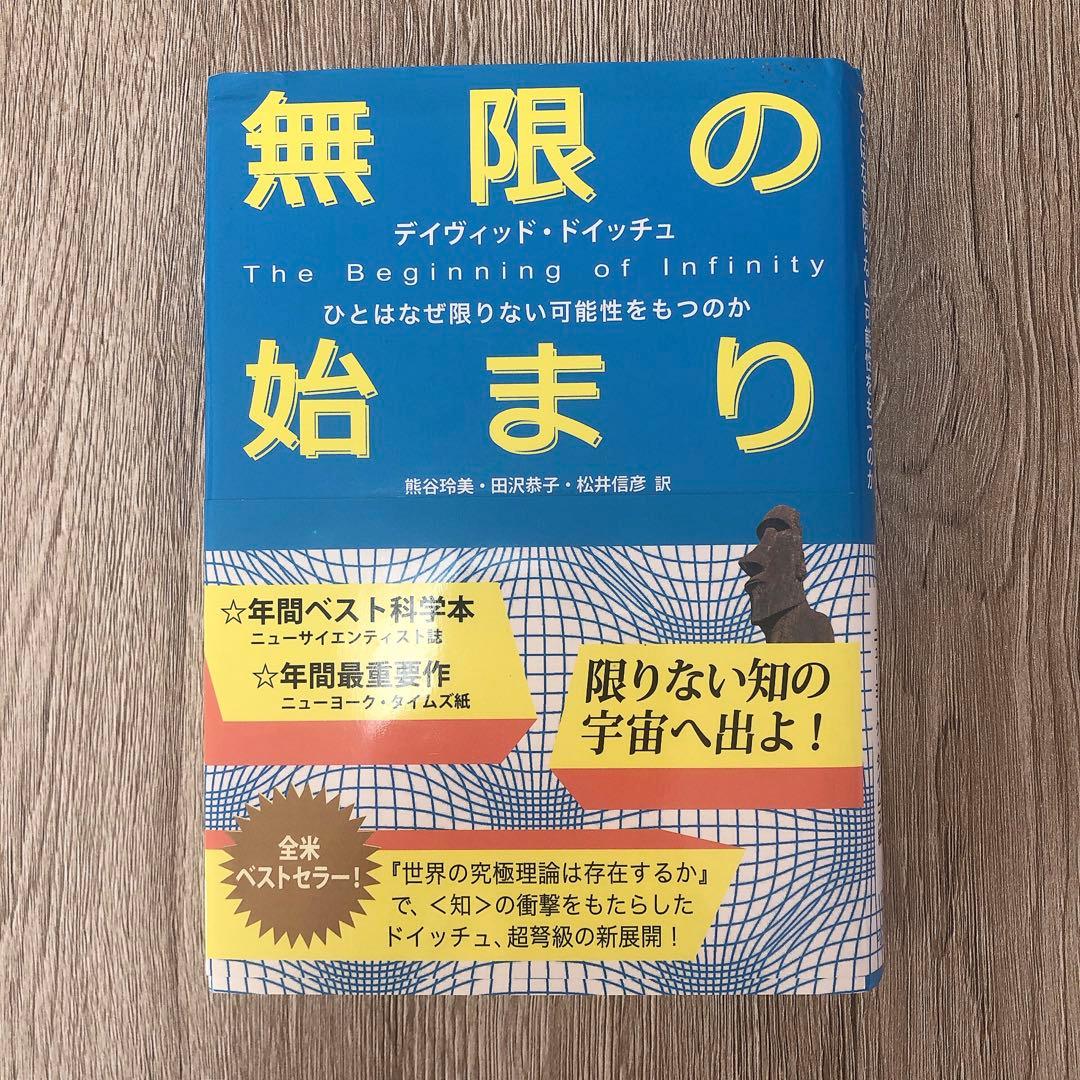 無限の
デイヴィッド・ドイッチュ
The Beginning of Infinity
ひとはなぜ限りない可能性をもつのか
始まり
熊谷玲美・田沢恭子・松井信彦 訳
☆年間ベスト科学本
ニューサイエンティスト誌
☆年間最重要作
ニューヨーク・タイムズ紙
限りない知の
宇宙へ出よ！
全米
ベストセラー！
『世界の究極理論は存在するか』
で、＜知＞の衝撃をもたらした
ドイッチュ、超弩級の新展開！